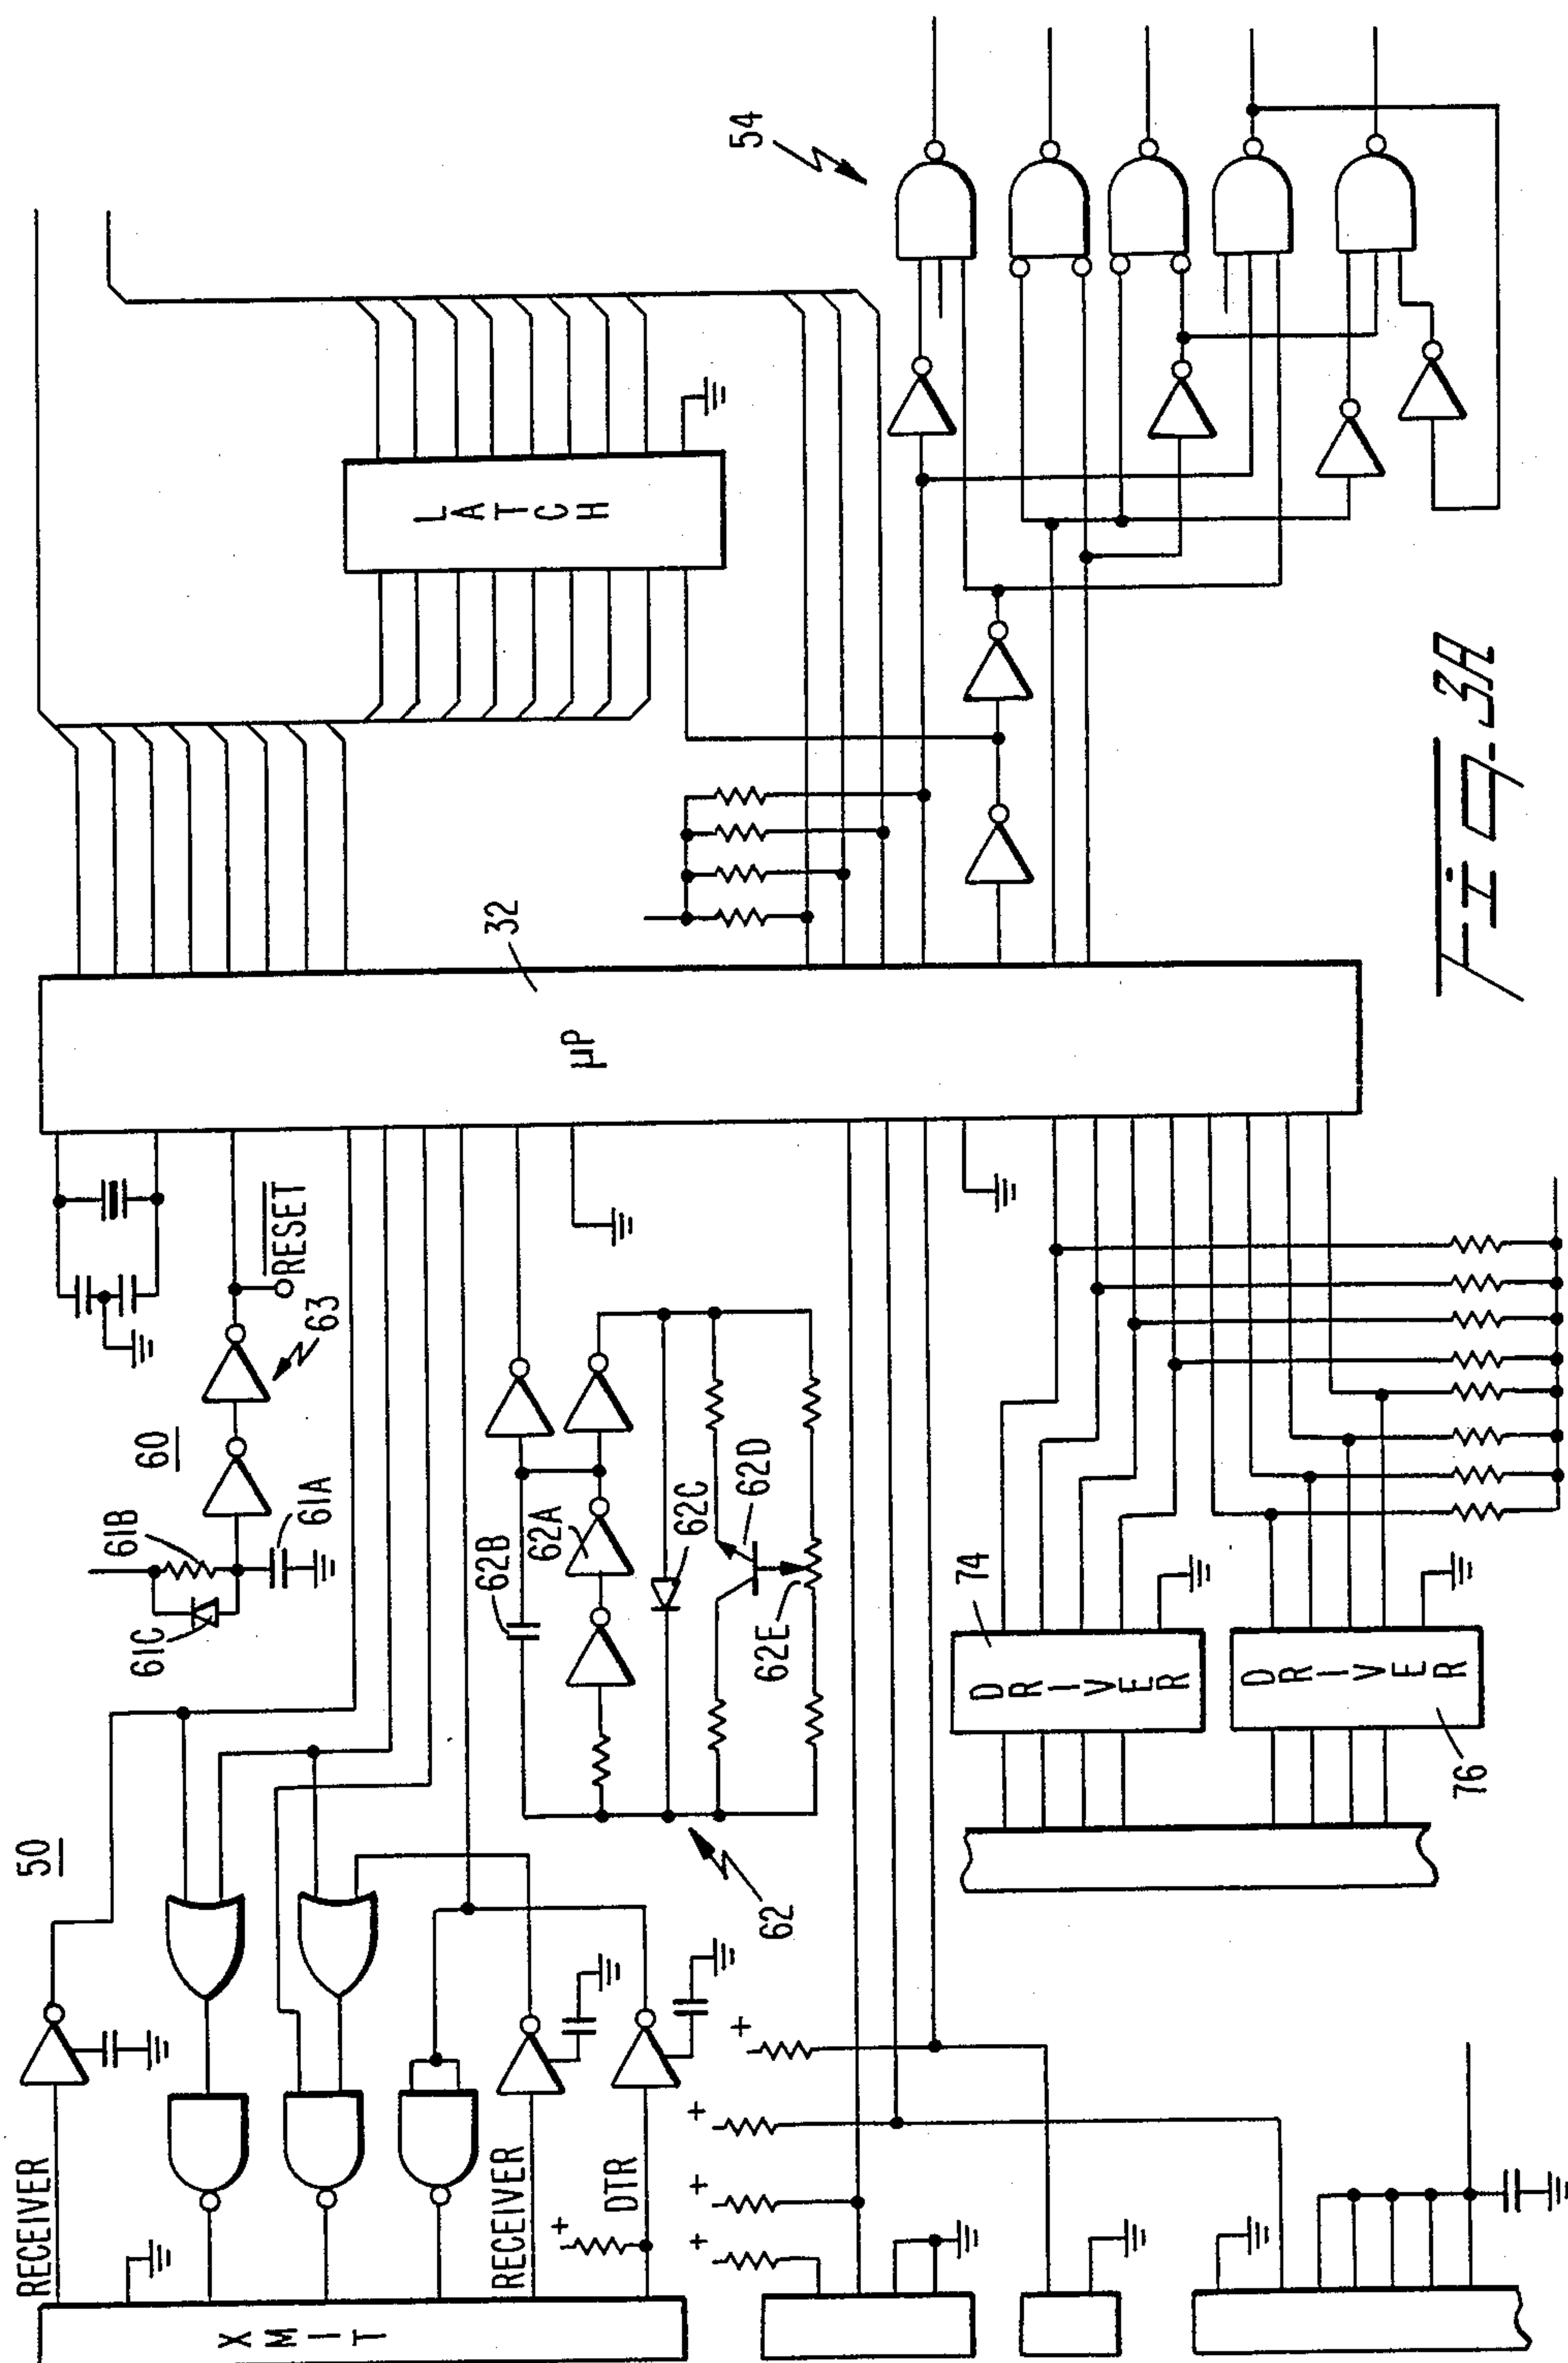 50
RECEIVER
XMIT
RECEIVER
DTR
+
+
+
+
60
61B
61C
61A
63
RESET
62B
62A
62C
62D
62E
62
µP
32
LATCH
54
DRIVER
74
DRIVER
76
Fig. 3A